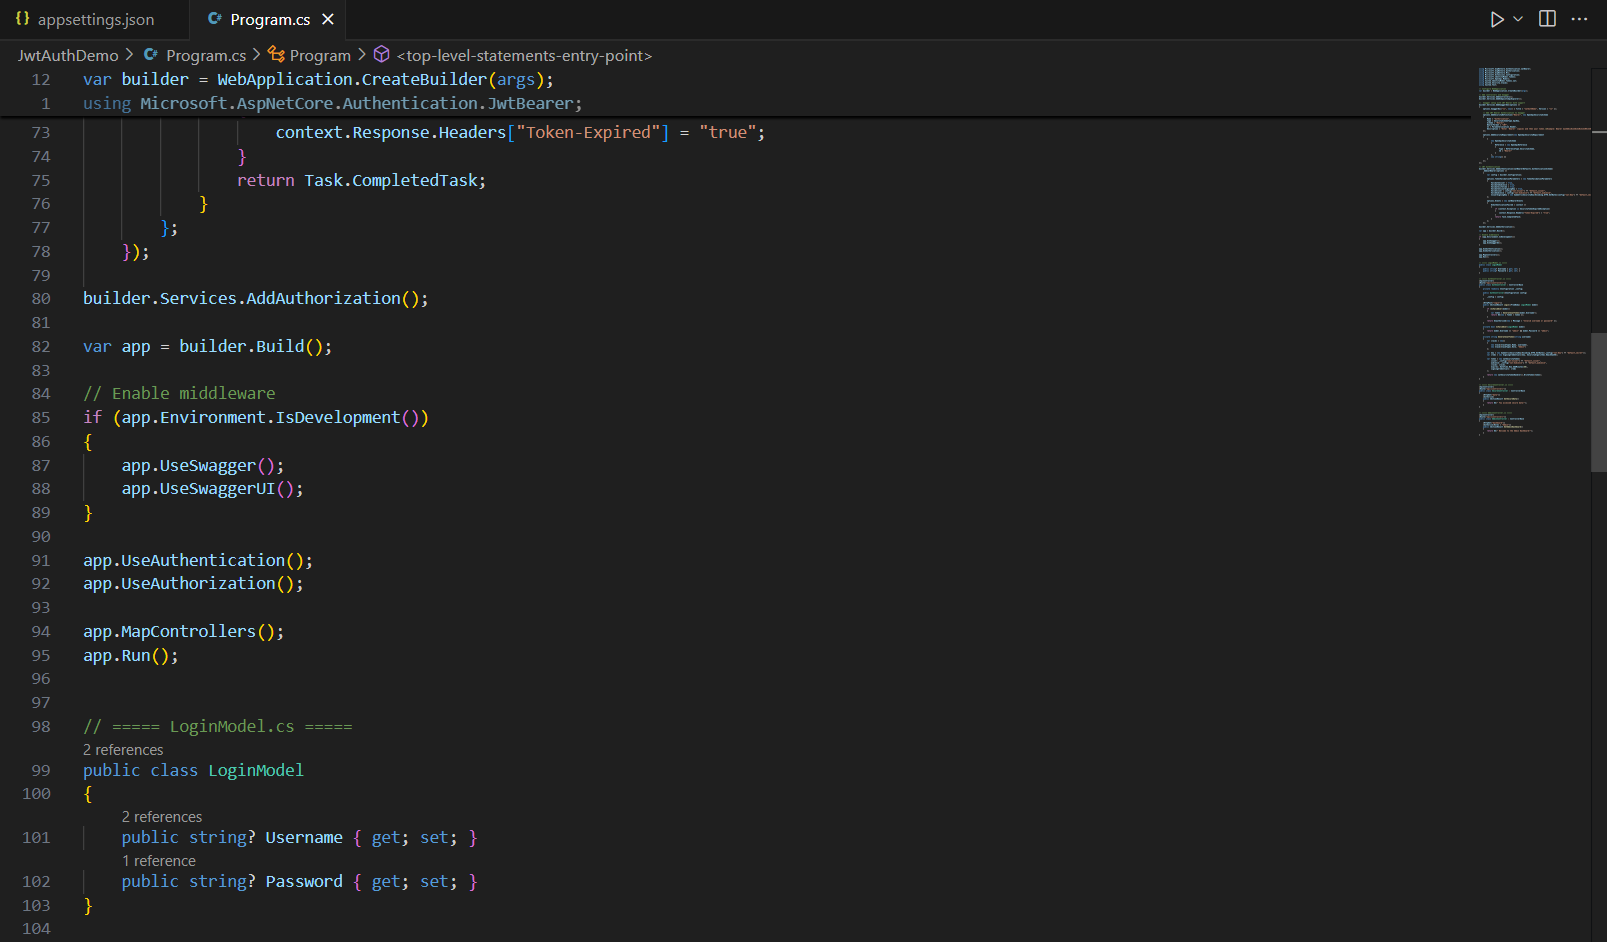 {} appsettings.json
C# Program.cs
JwtAuthDemo > C# Program.cs > Program > <top-level-statements-entry-point>
12 var builder = WebApplication.CreateBuilder(args);
1 using Microsoft.AspNetCore.Authentication.JwtBearer;
73 context.Response.Headers["Token-Expired"] = "true";
74 }
75 return Task.CompletedTask;
76 }
77 };
78 });
79
80 builder.Services.AddAuthorization();
81
82 var app = builder.Build();
83
84 // Enable middleware
85 if (app.Environment.IsDevelopment())
86 {
87 app.UseSwagger();
88 app.UseSwaggerUI();
89 }
90
91 app.UseAuthentication();
92 app.UseAuthorization();
93
94 app.MapControllers();
95 app.Run();
96
97
98 // ===== LoginModel.cs =====
2 references
99 public class LoginModel
100 {
2 references
101 public string? Username { get; set; }
1 reference
102 public string? Password { get; set; }
103 }
104